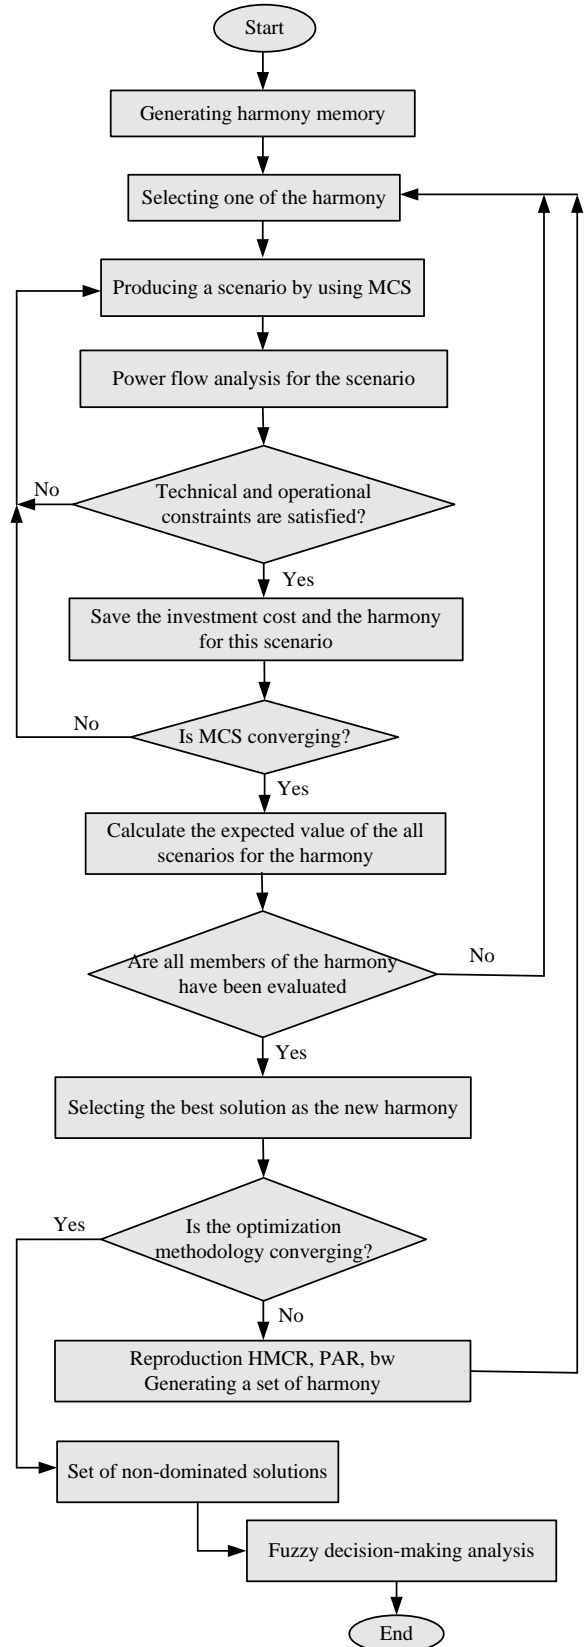 Start
Generating harmony memory
Selecting one of the harmony
Producing a scenario by using MCS
Power flow analysis for the scenario
No
Technical and operational
constraints are satisfied?
Yes
Save the investment cost and the harmony
for this scenario
No
Is MCS converging?
Yes
Calculate the expected value of the all
scenarios for the harmony
Are all members of the harmony
have been evaluated
No
Yes
Selecting the best solution as the new harmony
Yes
Is the optimization
methodology converging?
No
Reproduction HMCR, PAR, bw
Generating a set of harmony
Set of non-dominated solutions
Fuzzy decision-making analysis
End